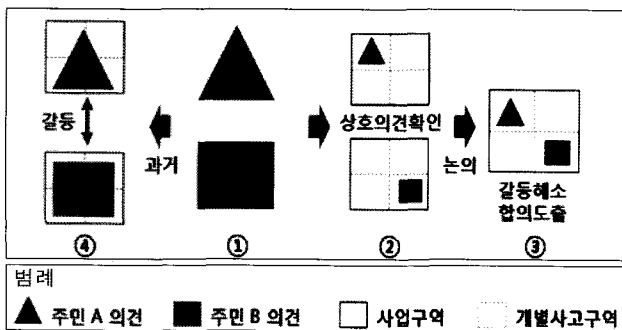 갈등
과거
상호의견확인
논의
갈등해소
합의도출
④ ① ② ③
범례
주민 A 의견 주민 B 의견 사업구역 개별사고구역